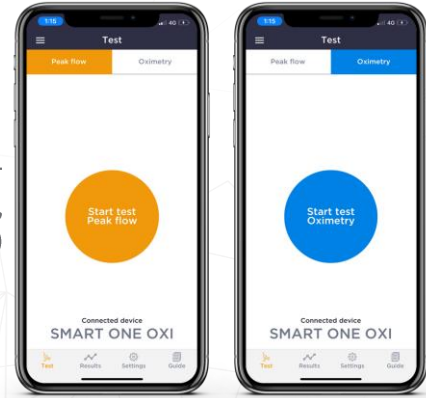 1:15
4G
Test
Peak flow
Oximetry
Start test
Peak flow
Connected device
SMART ONE OXI
Test
Results
Settings
Guide
1:15
4G
Test
Peak flow
Oximetry
Start test
Oximetry
Connected device
SMART ONE OXI
Test
Results
Settings
Guide